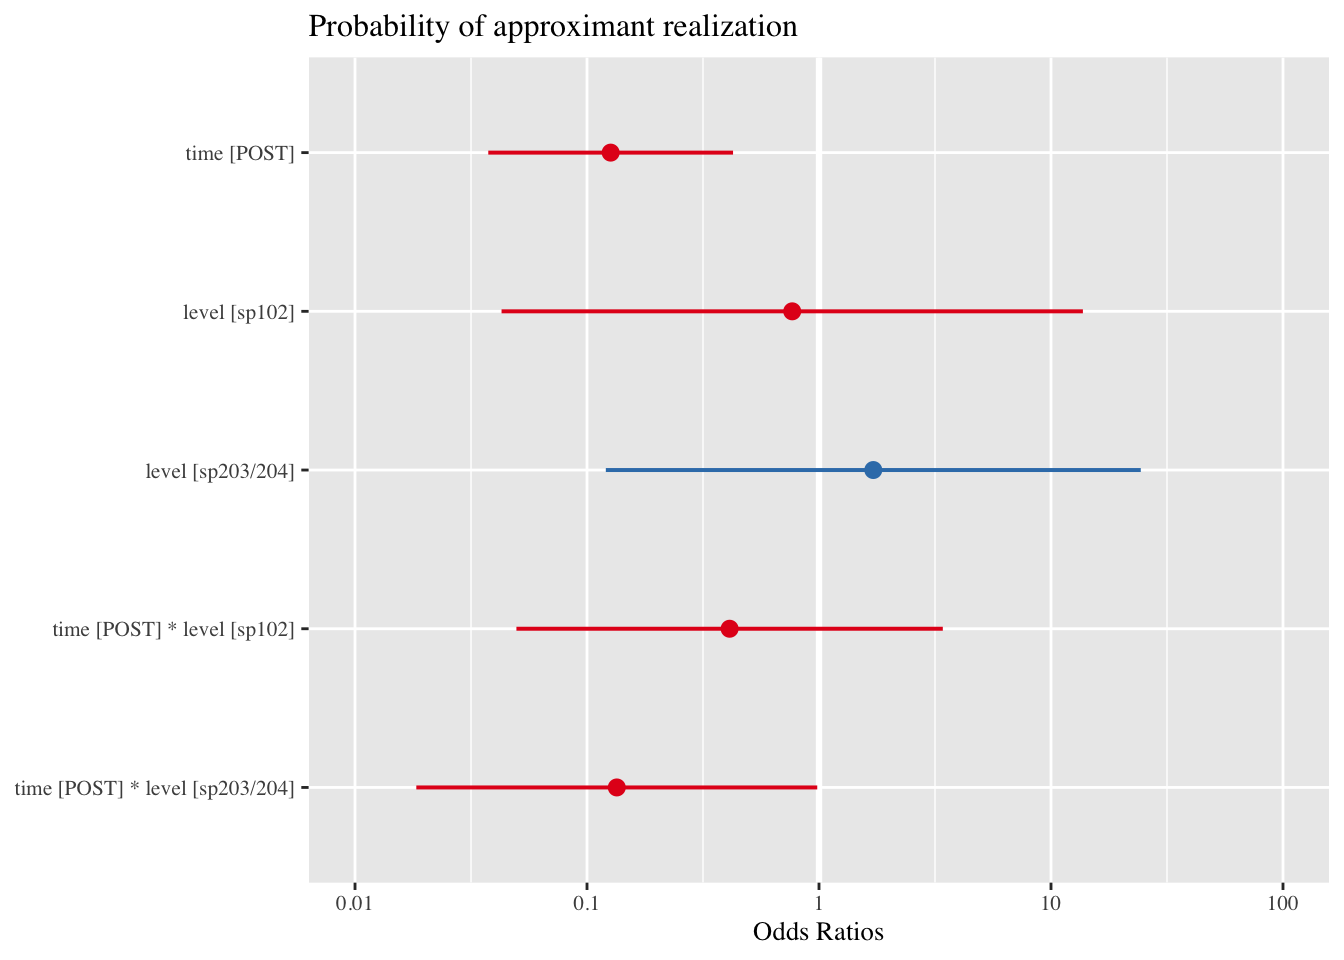 Probability of approximant realization
time [POST]
level [sp102]
level [sp203/204]
time [POST] * level [sp102]
time [POST] * level [sp203/204]
0.01 0.1 1 10 100
Odds Ratios